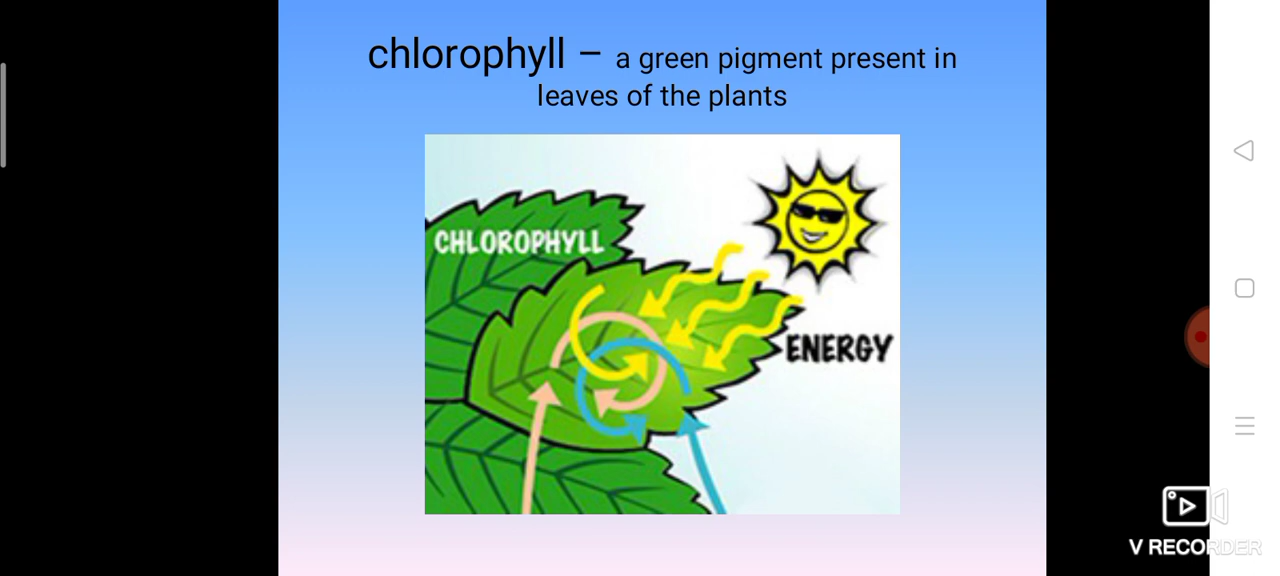 chlorophyll – a green pigment present in
leaves of the plants
CHLOROPHYLL
ENERGY
V RECORDER